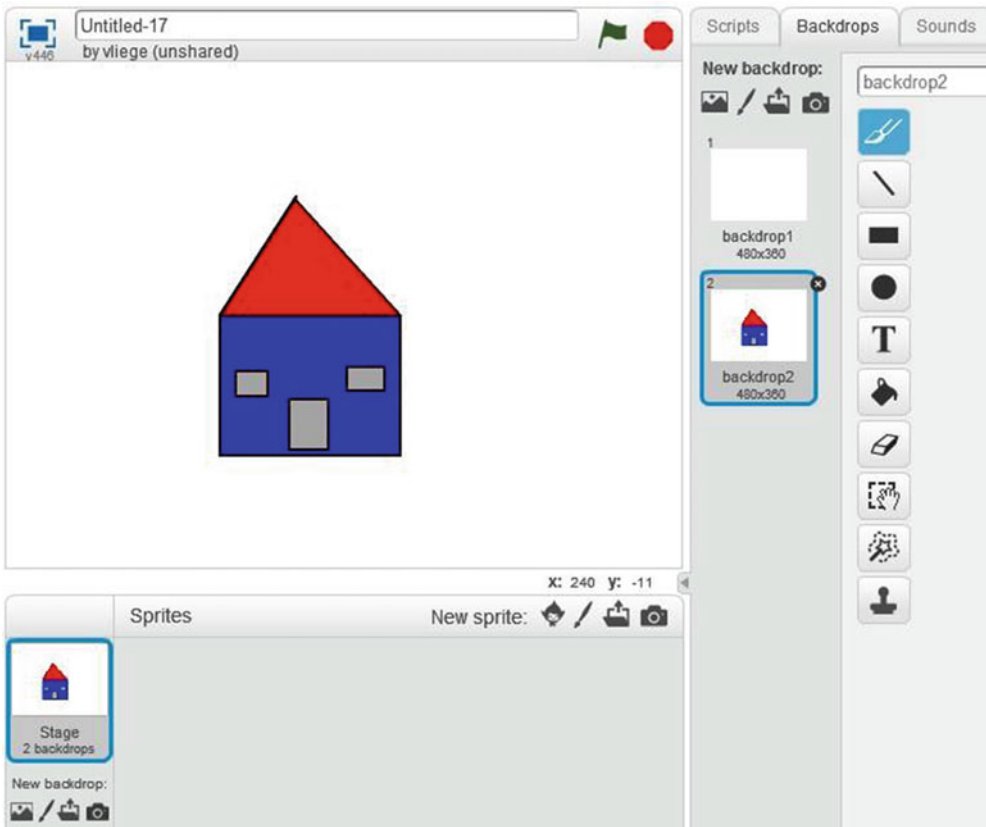 Untitled-17
v446
by vliege (unshared)
Scripts
Backdrops
Sounds
New backdrop:
backdrop2
1
backdrop1
480x360
2
backdrop2
480x360
T
x: 240 y: -11
Sprites
New sprite:
Stage
2 backdrops
New backdrop: